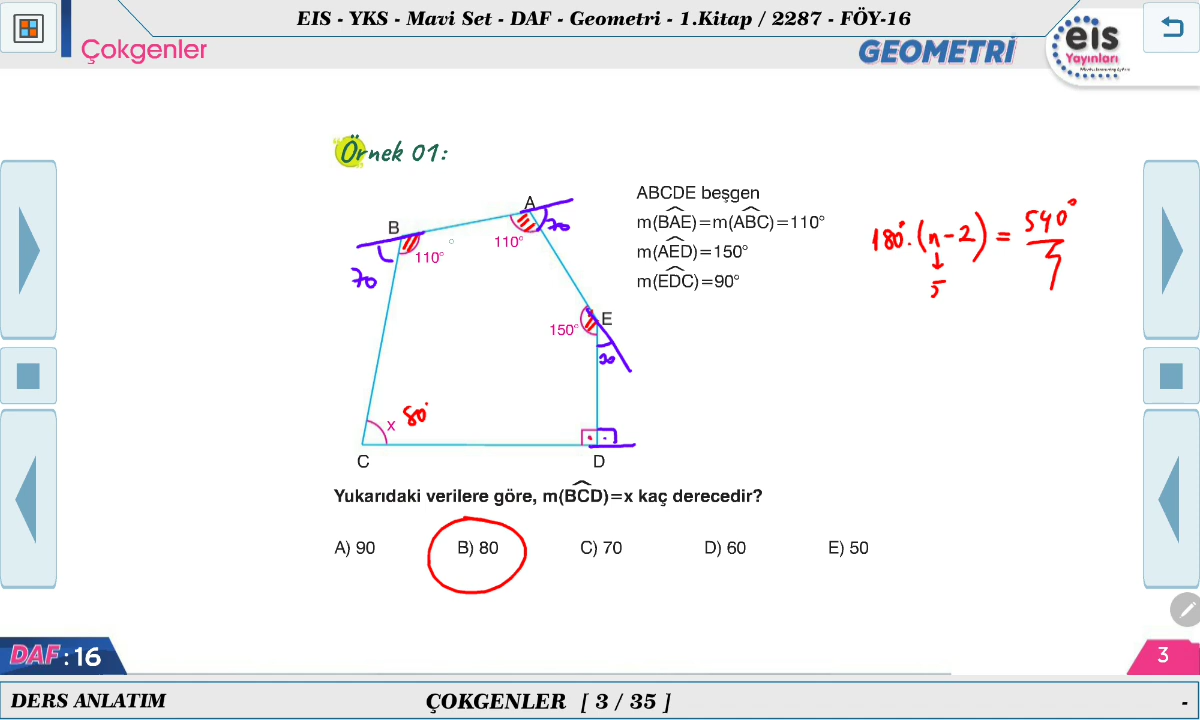 EIS - YKS - Mavi Set - DAF - Geometri - 1.Kitap / 2287 - FÖY-16
Çokgenler
GEOMETRİ
eis
Yayınları
Örnek 01:
ABCDE beşgen
m(BAE)=m(ABC)=110°
m(AED)=150°
m(EDC)=90°
180°.(n-2) = 540°
5
A
70
B
110°
110°
70
E
150°
30
x 80°
C
D
Yukarıdaki verilere göre, m(BCD)=x kaç derecedir?
A) 90 B) 80 C) 70 D) 60 E) 50
DAF : 16
3
DERS ANLATIM
ÇOKGENLER [ 3 / 35 ]
-